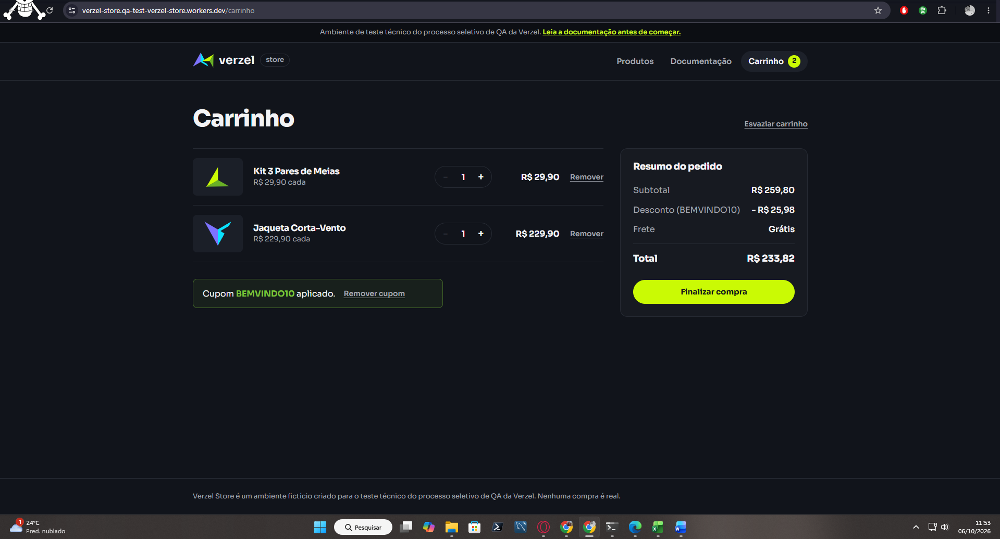 verzel-store.qa-test-verzel-store.workers.dev/carrinho
Ambiente de teste técnico do processo seletivo de QA da Verzel. Leia a documentação antes de começar.
verzel store
Produtos Documentação Carrinho 2
Carrinho
Esvaziar carrinho
Kit 3 Pares de Meias
R$ 29,90 cada
- 1 + R$ 29,90 Remover
Jaqueta Corta-Vento
R$ 229,90 cada
- 1 + R$ 229,90 Remover
Cupom BEMVINDO10 aplicado. Remover cupom
Resumo do pedido
Subtotal R$ 259,80
Desconto (BEMVINDO10) - R$ 25,98
Frete Grátis
Total R$ 233,82
Finalizar compra
Verzel Store é um ambiente fictício criado para o teste técnico do processo seletivo de QA da Verzel. Nenhuma compra é real.
1
24°C
Pred. nublado
Pesquisar
11:53
06/10/2026